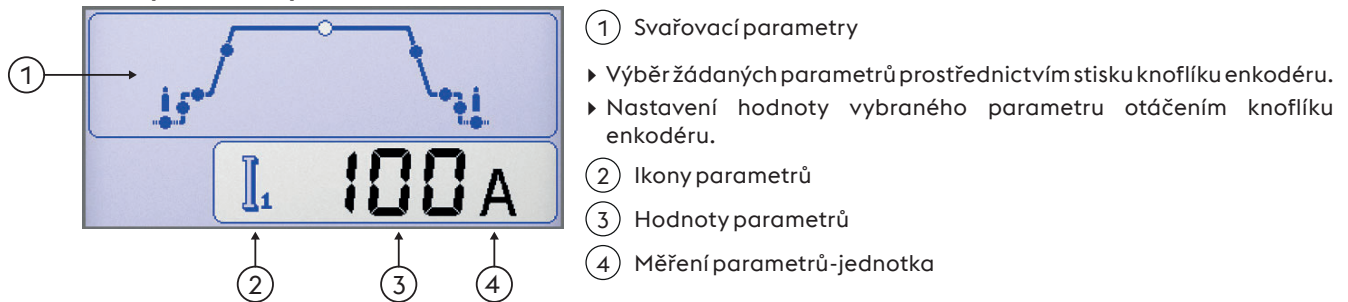 1 Svařovací parametry
▸ Výběr žádaných parametrů prostřednictvím stisku knoflíku enkodéru.
▸ Nastavení hodnoty vybraného parametru otáčením knoflíku
enkodéru.
2 Ikony parametrů
3 Hodnoty parametrů
4 Měření parametrů-jednotka
1
I1 100 A
2 3 4